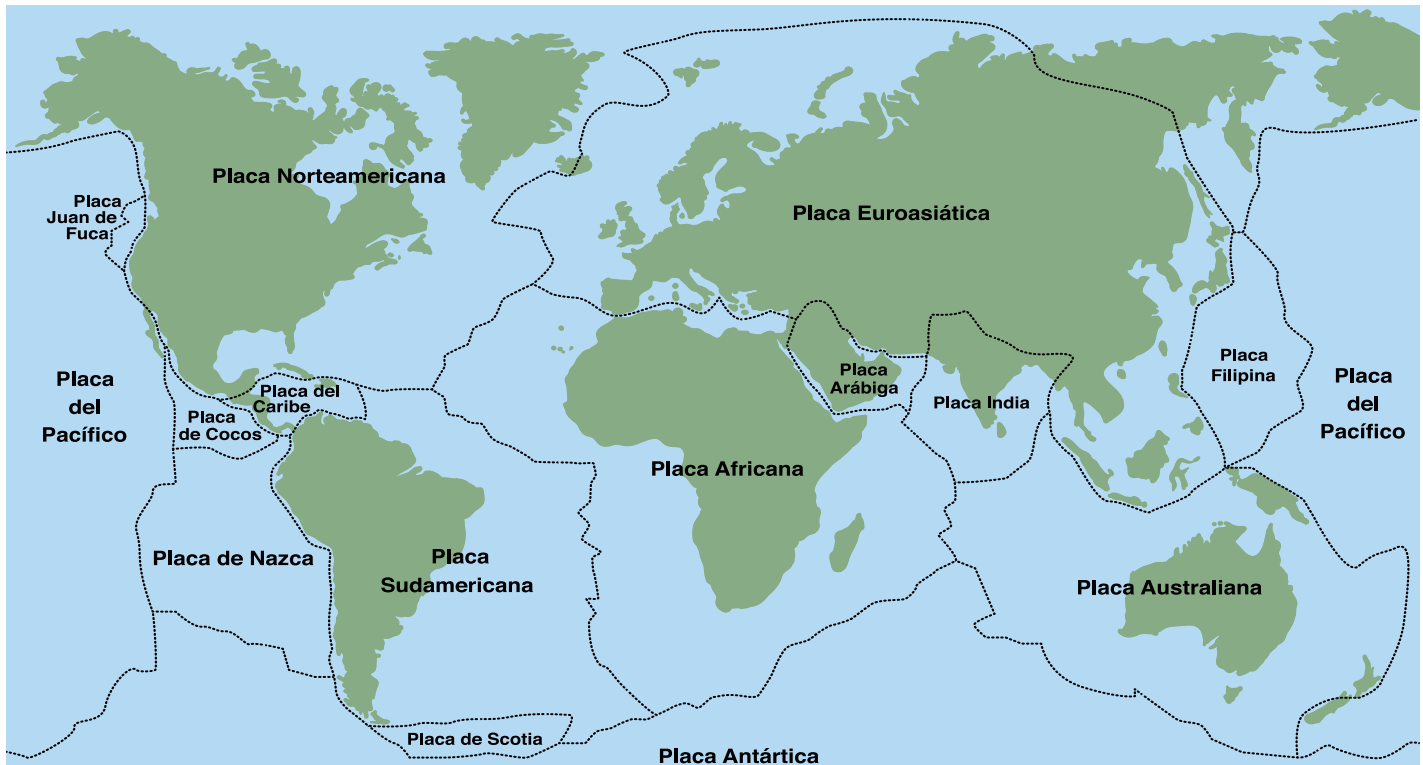 Placa Norteamericana
Placa
Juan de
Fuca
Placa Euroasiática
Placa
del
Pacífico
Placa del
Caribe
Placa
de Cocos
Placa
Arábiga
Placa India
Placa
Filipina
Placa
del
Pacífico
Placa Africana
Placa de Nazca
Placa
Sudamericana
Placa Australiana
Placa de Scotia
Placa Antártica